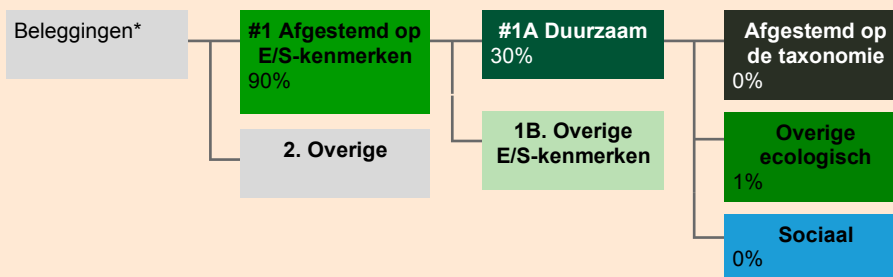 Beleggingen*
#1 Afgestemd op
E/S-kenmerken
90%
2. Overige
#1A Duurzaam
30%
1B. Overige
E/S-kenmerken
Afgestemd op
de taxonomie
0%
Overige
ecologisch
1%
Sociaal
0%